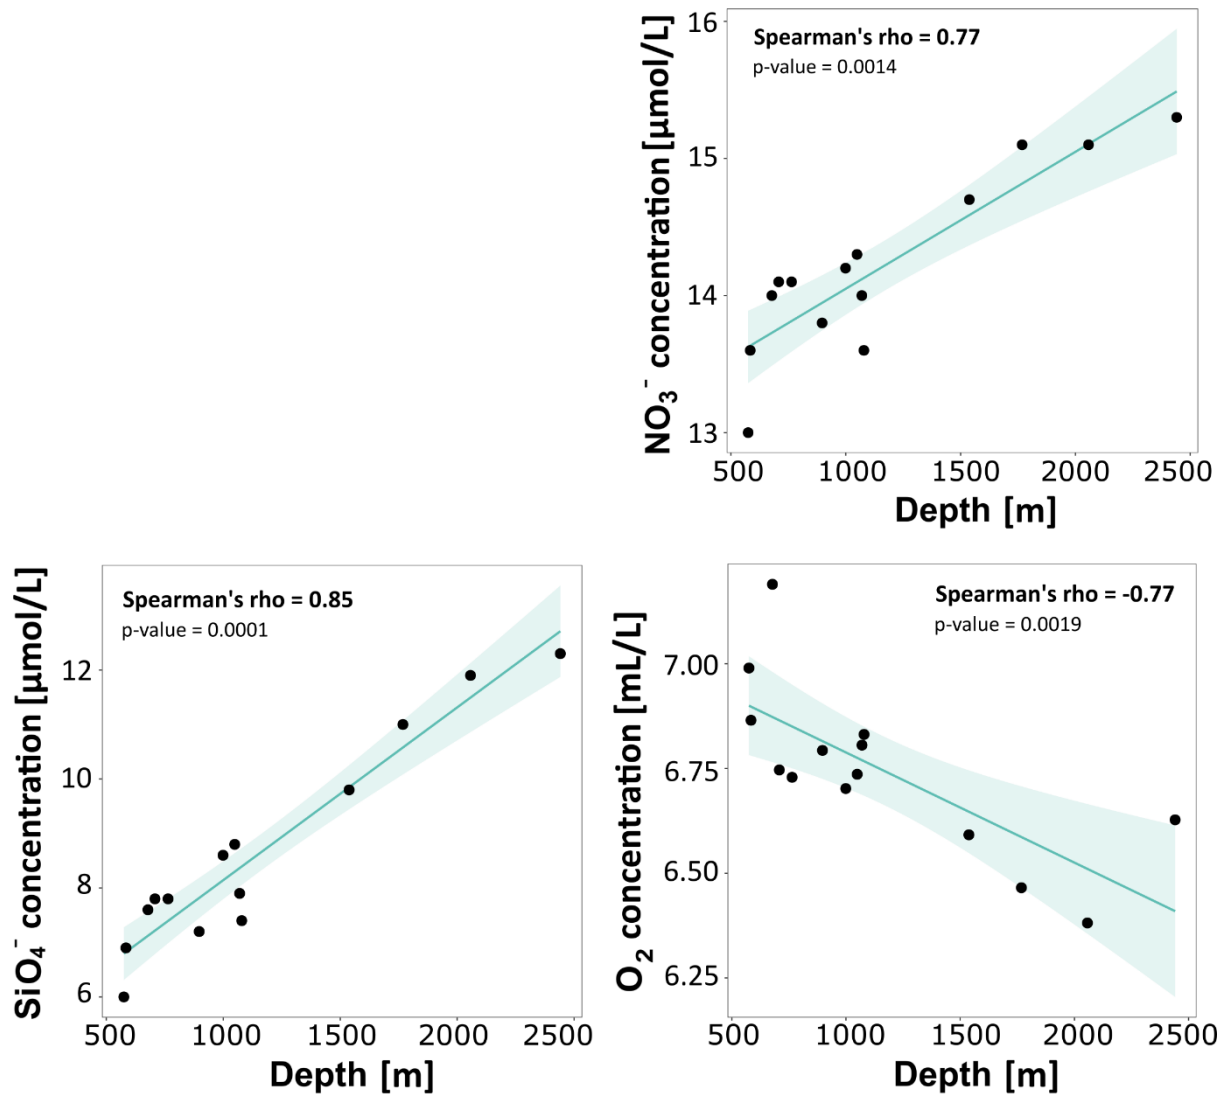 NO₃⁻ concentration [µmol/L]
Spearman's rho = 0.77
p-value = 0.0014
16
15
14
13
500 1000 1500 2000 2500
Depth [m]
SiO₄⁻ concentration [µmol/L]
Spearman's rho = 0.85
p-value = 0.0001
12
10
8
6
500 1000 1500 2000 2500
Depth [m]
O₂ concentration [mL/L]
Spearman's rho = -0.77
p-value = 0.0019
7.00
6.75
6.50
6.25
500 1000 1500 2000 2500
Depth [m]